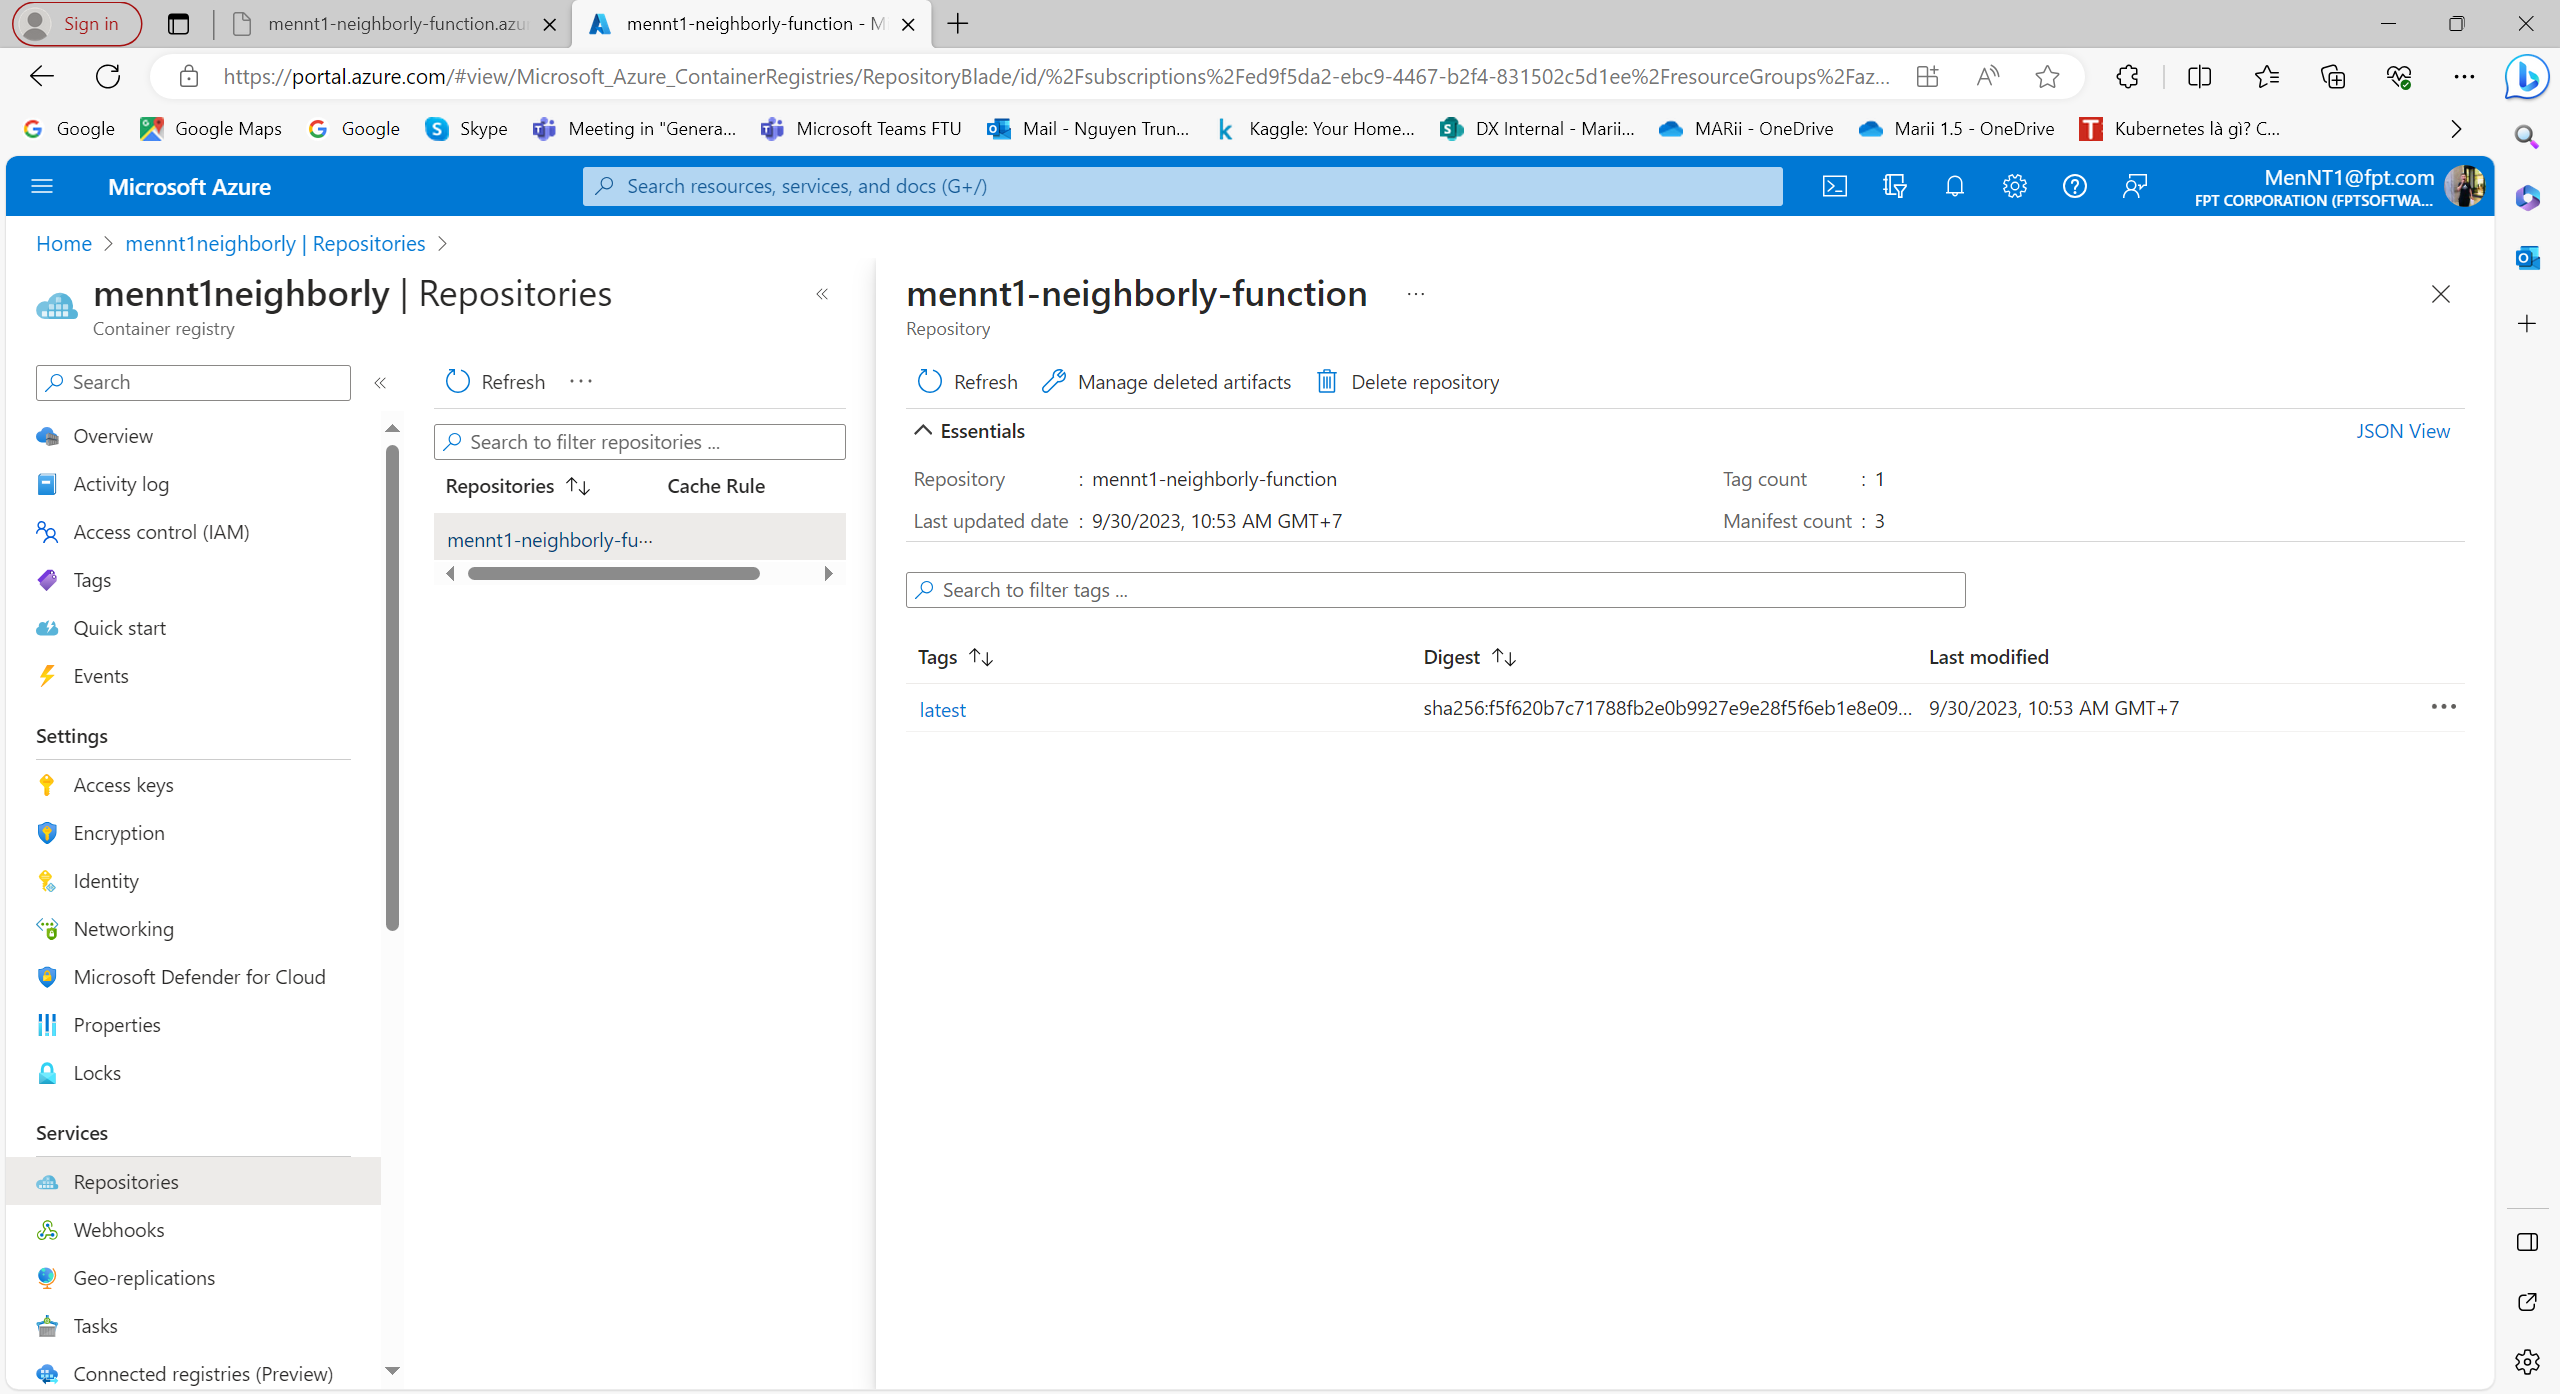 Sign in
mennt1-neighborly-function.azu
mennt1-neighborly-function - M
https://portal.azure.com/#view/Microsoft_Azure_ContainerRegistries/RepositoryBlade/id/%2Fsubscriptions%2Fed9f5da2-ebc9-4467-b2f4-831502c5d1ee%2FresourceGroups%2Faz...
Google
Google Maps
Google
Skype
Meeting in "Genera...
Microsoft Teams FTU
Mail - Nguyen Trun...
Kaggle: Your Home...
DX Internal - Marii...
MARii - OneDrive
Marii 1.5 - OneDrive
Kubernetes là gì? C...
Microsoft Azure
Search resources, services, and docs (G+/)
MenNT1@fpt.com
FPT CORPORATION (FPTSOFTWA...
Home > mennt1neighborly | Repositories >
mennt1neighborly | Repositories
Container registry
Search
Overview
Activity log
Access control (IAM)
Tags
Quick start
Events
Settings
Access keys
Encryption
Identity
Networking
Microsoft Defender for Cloud
Properties
Locks
Services
Repositories
Webhooks
Geo-replications
Tasks
Connected registries (Preview)
Refresh
Search to filter repositories ...
Repositories Cache Rule
mennt1-neighborly-fu...
mennt1-neighborly-function
Repository
Refresh Manage deleted artifacts Delete repository
Essentials
JSON View
Repository : mennt1-neighborly-function
Tag count : 1
Last updated date : 9/30/2023, 10:53 AM GMT+7
Manifest count : 3
Search to filter tags ...
Tags Digest Last modified
latest sha256:f5f620b7c71788fb2e0b9927e9e28f5f6eb1e8e09... 9/30/2023, 10:53 AM GMT+7